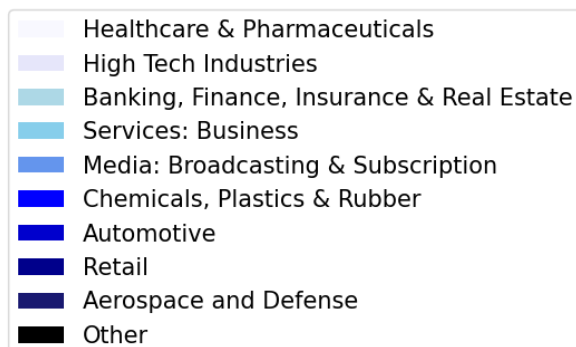 Healthcare & Pharmaceuticals
High Tech Industries
Banking, Finance, Insurance & Real Estate
Services: Business
Media: Broadcasting & Subscription
Chemicals, Plastics & Rubber
Automotive
Retail
Aerospace and Defense
Other